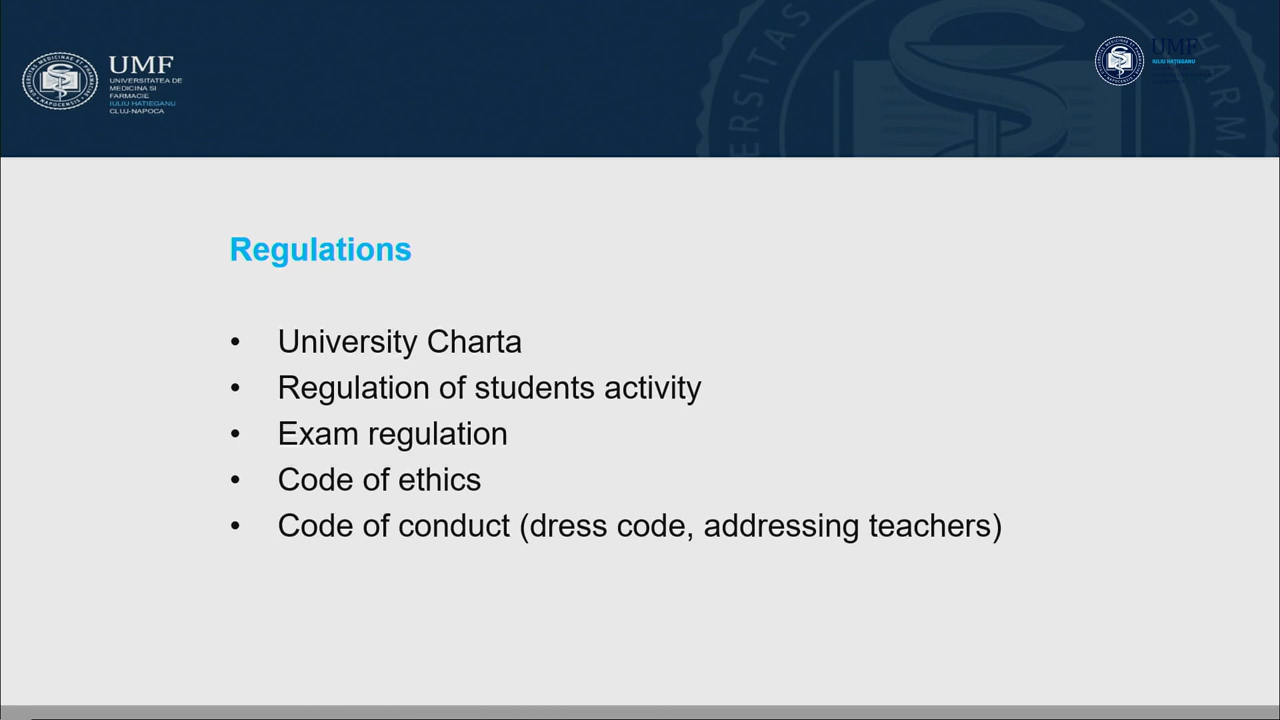 UMF
UNIVERSITATEA DE
MEDICINA SI
FARMACIE
IULIU HATIEGANU
CLUJ-NAPOCA
UMF
IULIU HAȚIEGANU
Regulations
• University Charta
• Regulation of students activity
• Exam regulation
• Code of ethics
• Code of conduct (dress code, addressing teachers)